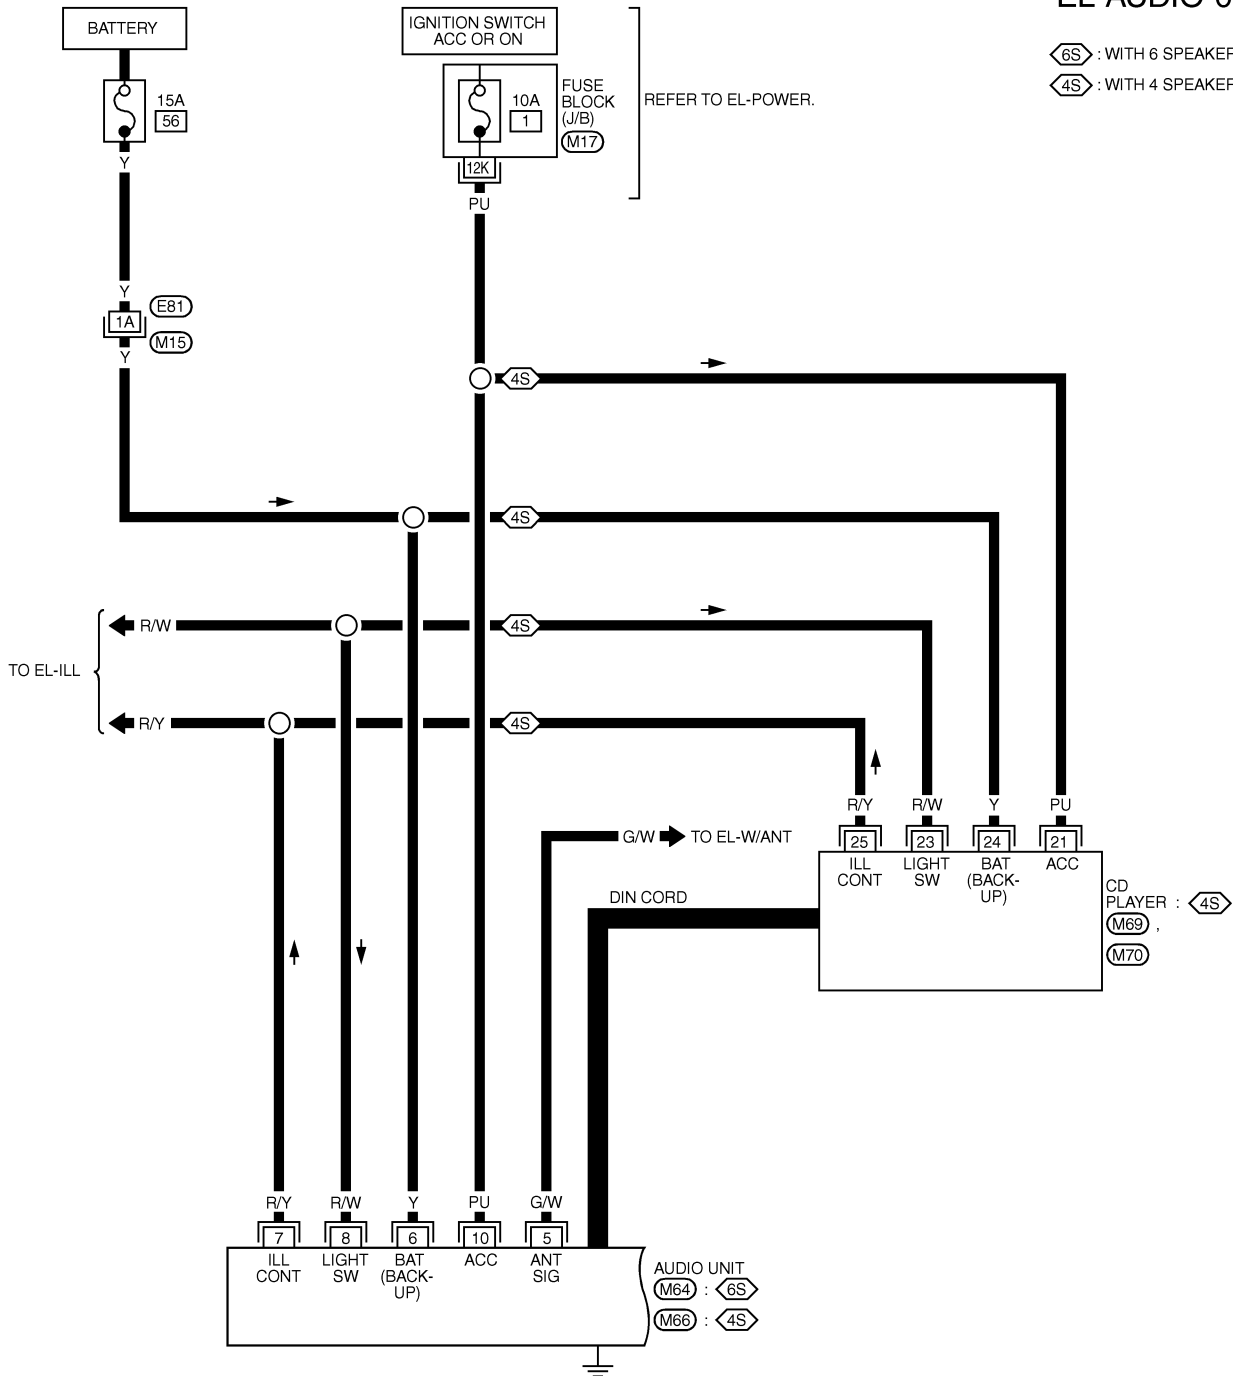 EL AUDIO 0
BATTERY
IGNITION SWITCH
ACC OR ON
6S : WITH 6 SPEAKER
4S : WITH 4 SPEAKER
15A
56
10A
1
FUSE
BLOCK
(J/B)
M17
REFER TO EL-POWER.
12K
Y
PU
Y
E81
1A
M15
Y
4S
4S
R/W
4S
TO EL-ILL
R/Y
4S
R/Y
R/W
Y
PU
G/W
TO EL-W/ANT
25
23
24
21
ILL
CONT
LIGHT
SW
BAT
(BACK-
UP)
ACC
DIN CORD
CD
PLAYER : 4S
M69 ,
M70
R/Y
R/W
Y
PU
G/W
7
8
6
10
5
ILL
CONT
LIGHT
SW
BAT
(BACK-
UP)
ACC
ANT
SIG
AUDIO UNIT
M64 : 6S
M66 : 4S